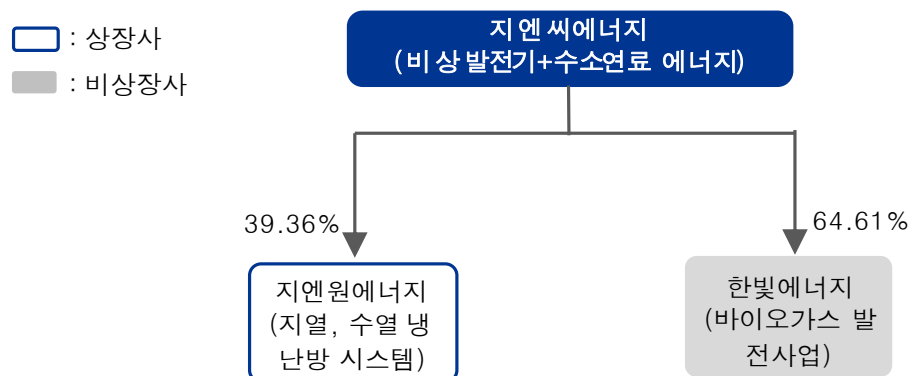 : 상장사
: 비상장사
지엔씨에너지
(비상발전기+수소연료 에너지)
39.36%
64.61%
지엔원에너지
(지열, 수열 냉
난방 시스템)
한빛에너지
(바이오가스 발
전사업)